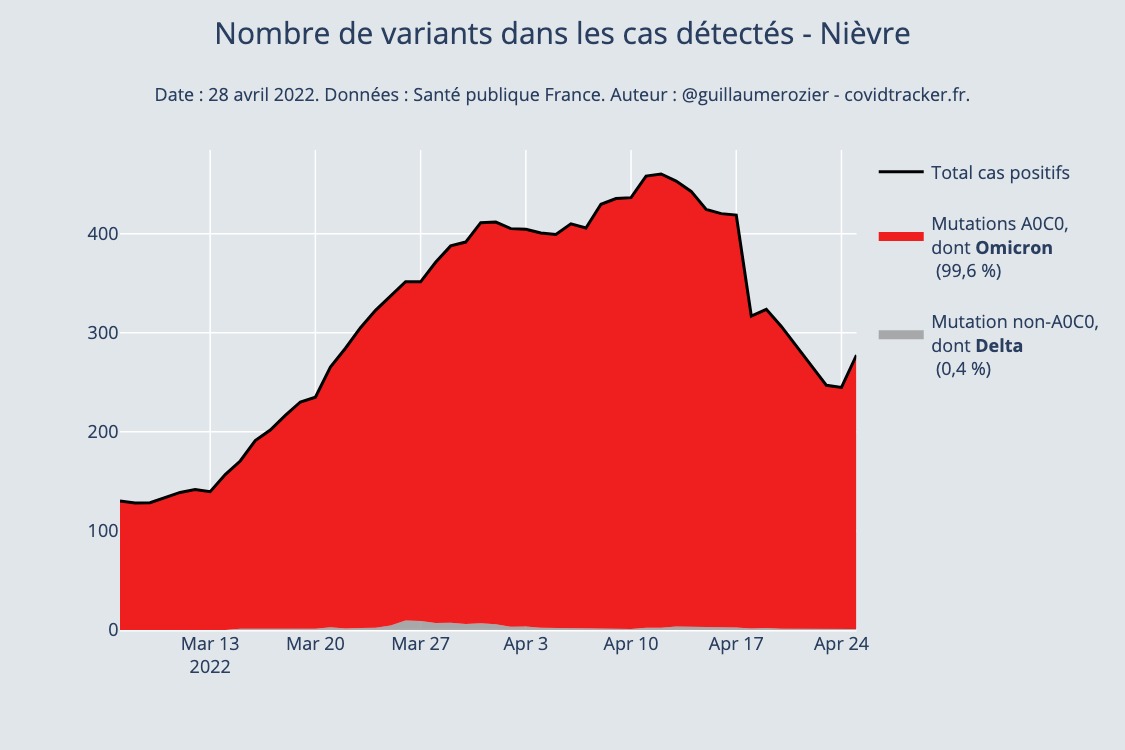 Nombre de variants dans les cas détectés - Nièvre
Date : 28 avril 2022. Données : Santé publique France. Auteur : @guillaumerozier - covidtracker.fr.
Total cas positifs
Mutations A0C0,
dont Omicron
(99,6 %)
Mutation non-A0C0,
dont Delta
(0,4 %)
400
300
200
100
0
Mar 13
2022
Mar 20
Mar 27
Apr 3
Apr 10
Apr 17
Apr 24